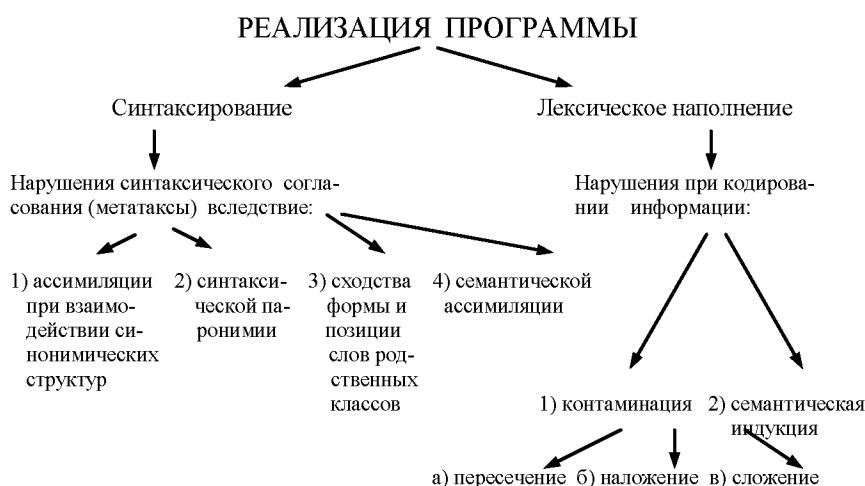 РЕАЛИЗАЦИЯ ПРОГРАММЫ
Синтаксирование
Лексическое наполнение
Нарушения синтаксического согла-
сования (метатаксы) вследствие:
Нарушения при кодирова-
нии информации:
1) ассимиляции
при взаимо-
действии си-
нонимических
структур
2) синтакси-
ческой па-
ронимии
3) сходства
формы и
позиции
слов род-
ственных
классов
4) семантической
ассимиляции
1) контаминация
2) семантическая
индукция
а) пересечение
б) наложение
в) сложение